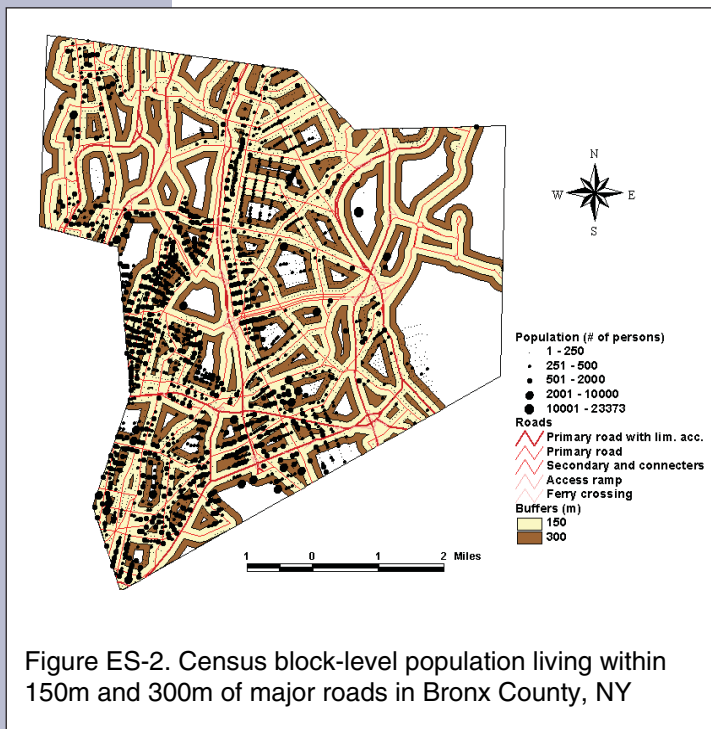 N
W E
S
Population (# of persons)
1 - 250
251 - 500
501 - 2000
2001 - 10000
10001 - 23373
Roads
Primary road with lim. acc.
Primary road
Secondary and connecters
Access ramp
Ferry crossing
Buffers (m)
150
300
1 0 1 2 Miles
Figure ES-2. Census block-level population living within
150m and 300m of major roads in Bronx County, NY